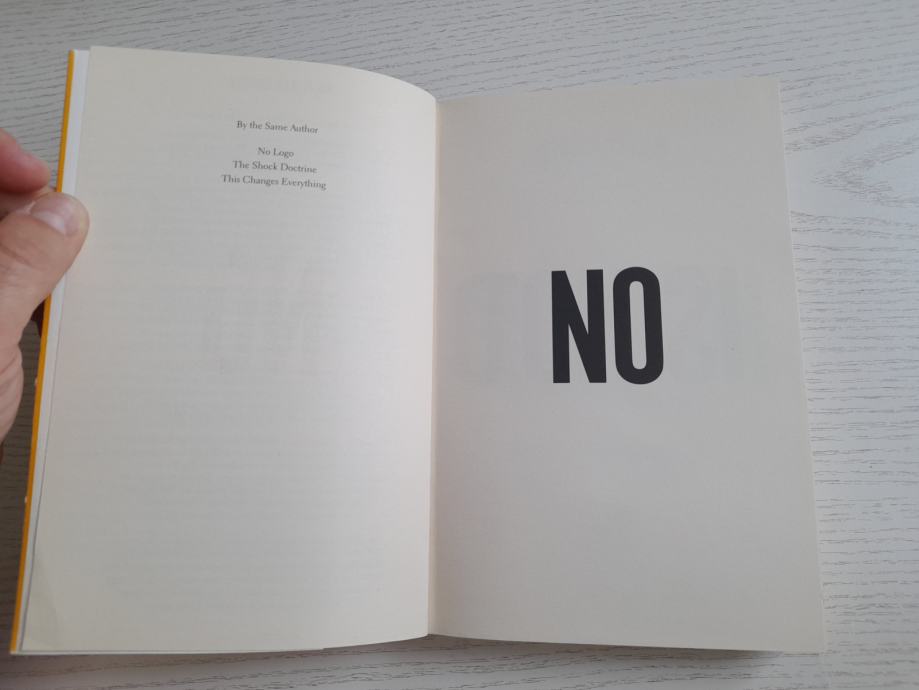 By the Same Author
No Logo
The Shock Doctrine
This Changes Everything
NO